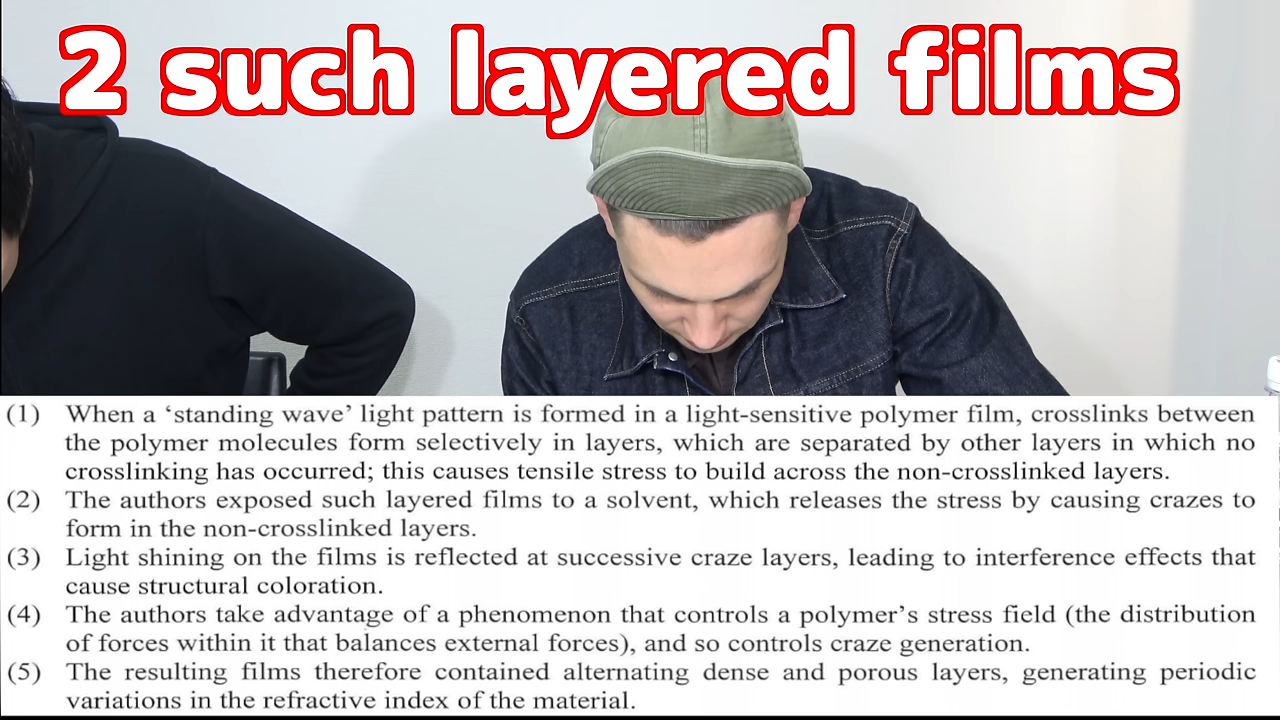 2 such layered films
(1) When a ‘standing wave’ light pattern is formed in a light-sensitive polymer film, crosslinks between
the polymer molecules form selectively in layers, which are separated by other layers in which no
crosslinking has occurred; this causes tensile stress to build across the non-crosslinked layers.
(2) The authors exposed such layered films to a solvent, which releases the stress by causing crazes to
form in the non-crosslinked layers.
(3) Light shining on the films is reflected at successive craze layers, leading to interference effects that
cause structural coloration.
(4) The authors take advantage of a phenomenon that controls a polymer’s stress field (the distribution
of forces within it that balances external forces), and so controls craze generation.
(5) The resulting films therefore contained alternating dense and porous layers, generating periodic
variations in the refractive index of the material.